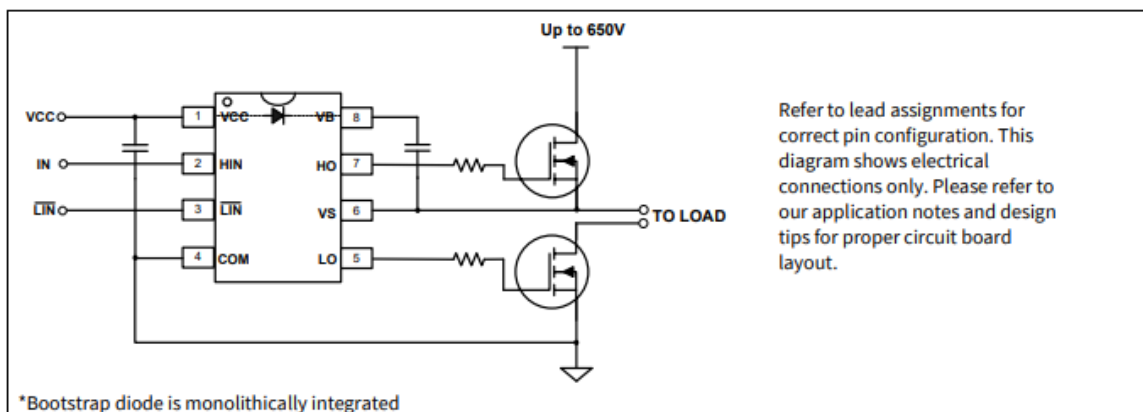 Up to 650V
VCC
1
VCC
VB
8
IN
2
HIN
HO
7
L̅I̅N̅
3
L̅I̅N̅
VS
6
TO LOAD
4
COM
LO
5
Refer to lead assignments for
correct pin configuration. This
diagram shows electrical
connections only. Please refer to
our application notes and design
tips for proper circuit board
layout.
*Bootstrap diode is monolithically integrated